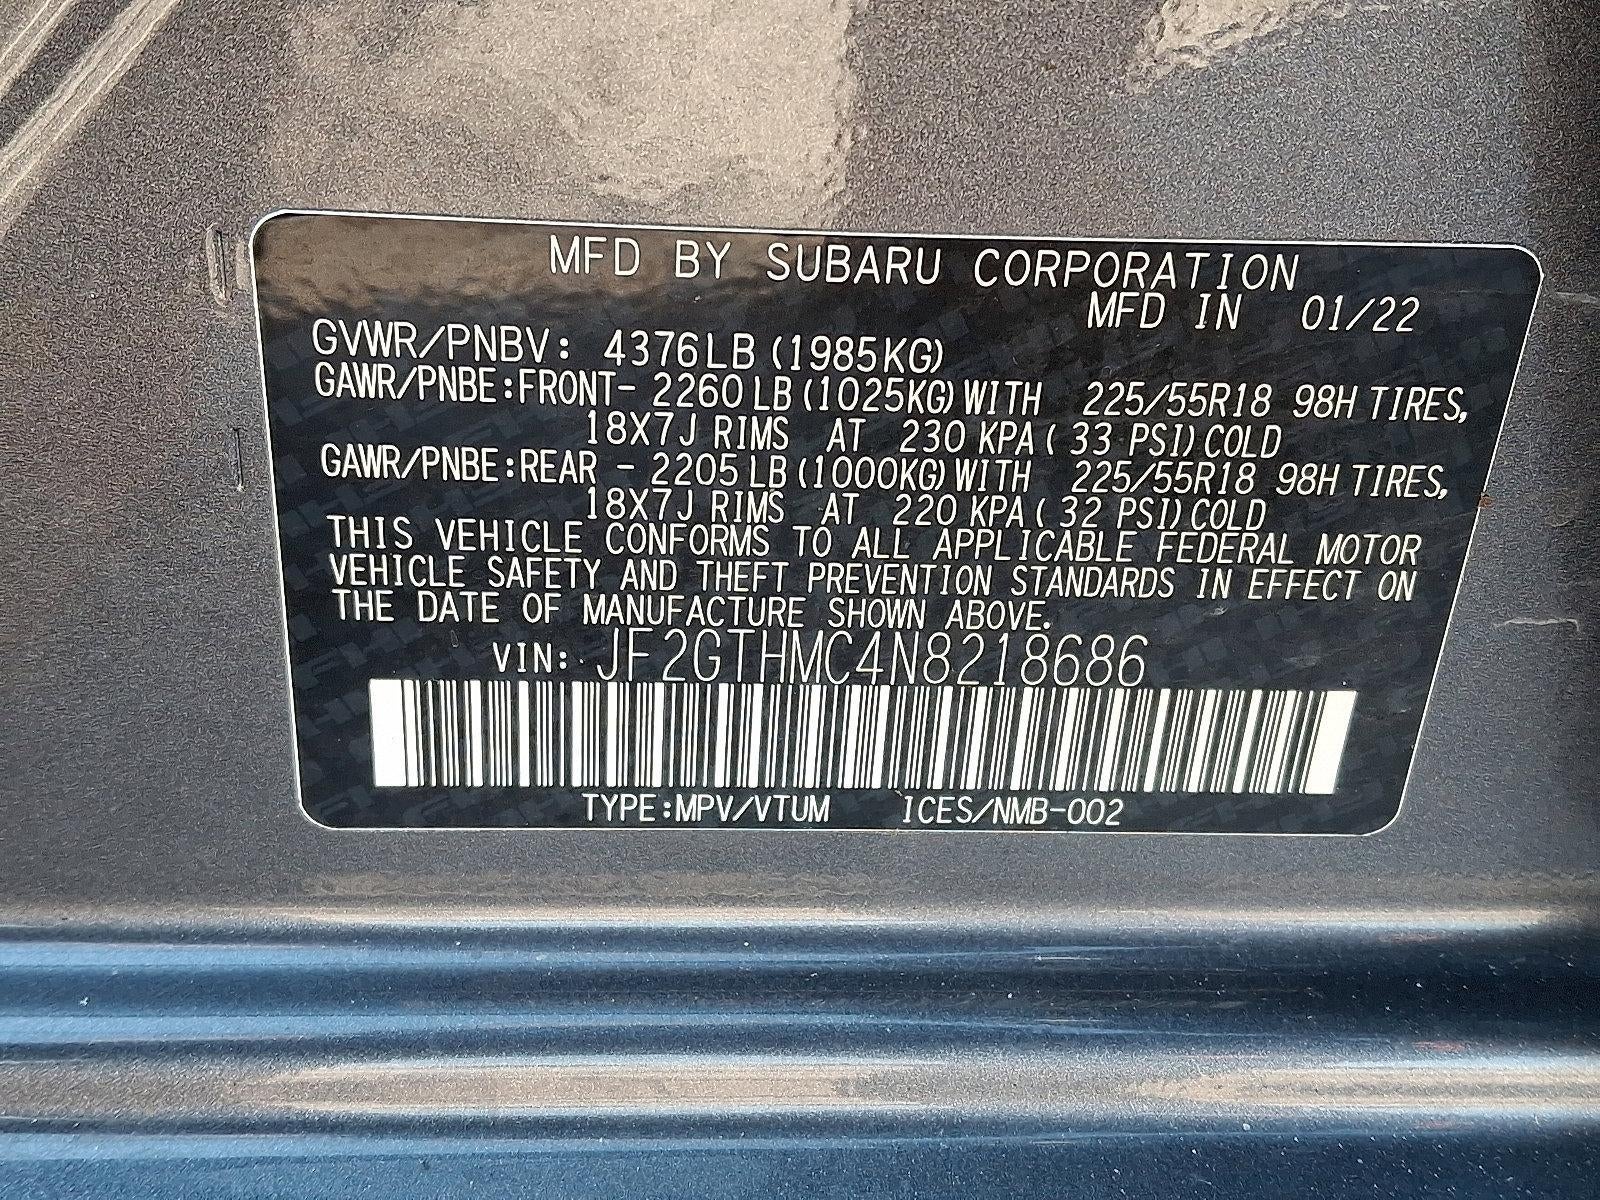 MFD BY SUBARU CORPORATION
MFD IN 01/22
GVWR/PNBV: 4376LB (1985KG)
GAWR/PNBE:FRONT- 2260 LB (1025KG) WITH 225/55R18 98H TIRES,
18X7J RIMS AT 230 KPA ( 33 PSI) COLD
GAWR/PNBE:REAR - 2205 LB (1000KG) WITH 225/55R18 98H TIRES,
18X7J RIMS AT 220 KPA ( 32 PSI) COLD
THIS VEHICLE CONFORMS TO ALL APPLICABLE FEDERAL MOTOR
VEHICLE SAFETY AND THEFT PREVENTION STANDARDS IN EFFECT ON
THE DATE OF MANUFACTURE SHOWN ABOVE.
VIN: JF2GTHMC4N8218686
TYPE:MPV/VTUM ICES/NMB-002